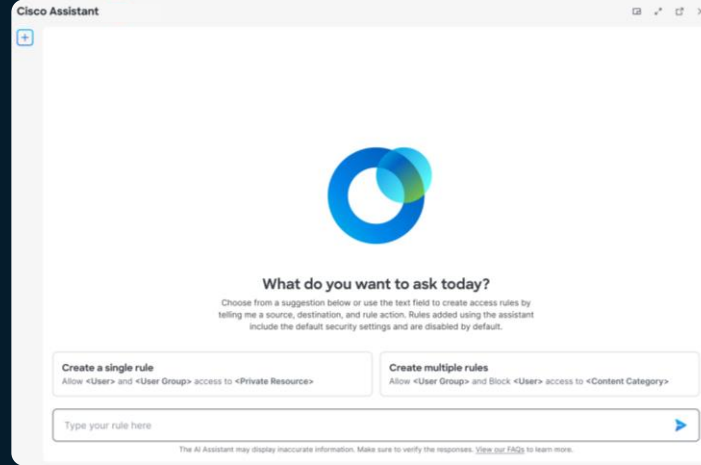 Cisco Assistant
What do you want to ask today?
Choose from a suggestion below or use the text field to create access rules by
telling me a source, destination, and rule action. Rules added using the assistant
include the default security settings and are disabled by default.
Create a single rule
Allow <User> and <User Group> access to <Private Resource>
Create multiple rules
Allow <User Group> and Block <User> access to <Content Category>
Type your rule here
The AI Assistant may display inaccurate information. Make sure to verify the responses. View our FAQs to learn more.